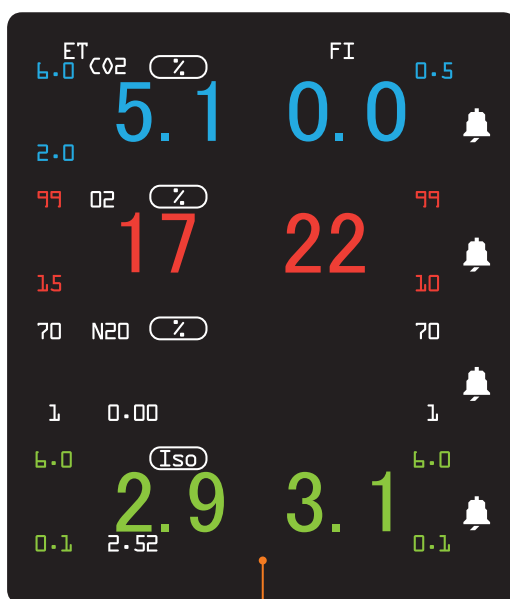 ET FI
6.0 CO2 % 0.5
5.1 0.0
2.0
99 O2 % 99
17 22
15 10
70 N2O % 70
1 0.00 1
6.0 Iso 6.0
2.9 3.1
0.1 2.52 0.1